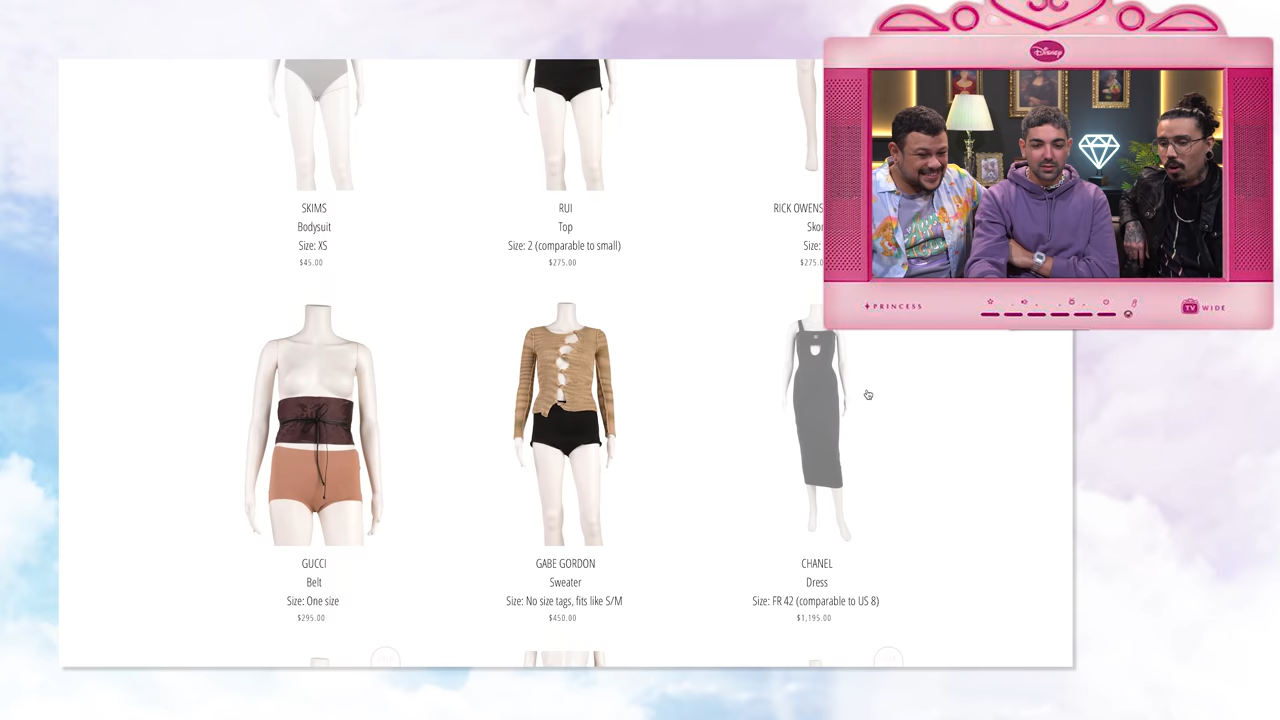 SKIMS
Bodysuit
Size: XS
$45.00
RUI
Top
Size: 2 (comparable to small)
$275.00
RICK OWENS
Size:
GUCCI
Belt
Size: One size
$295.00
GABE GORDON
Sweater
Size: No size tags, fits like S/M
$450.00
CHANEL
Dress
Size: FR 42 (comparable to US 8)
$1,195.00
Disney
PRINCESS
TV WIDE